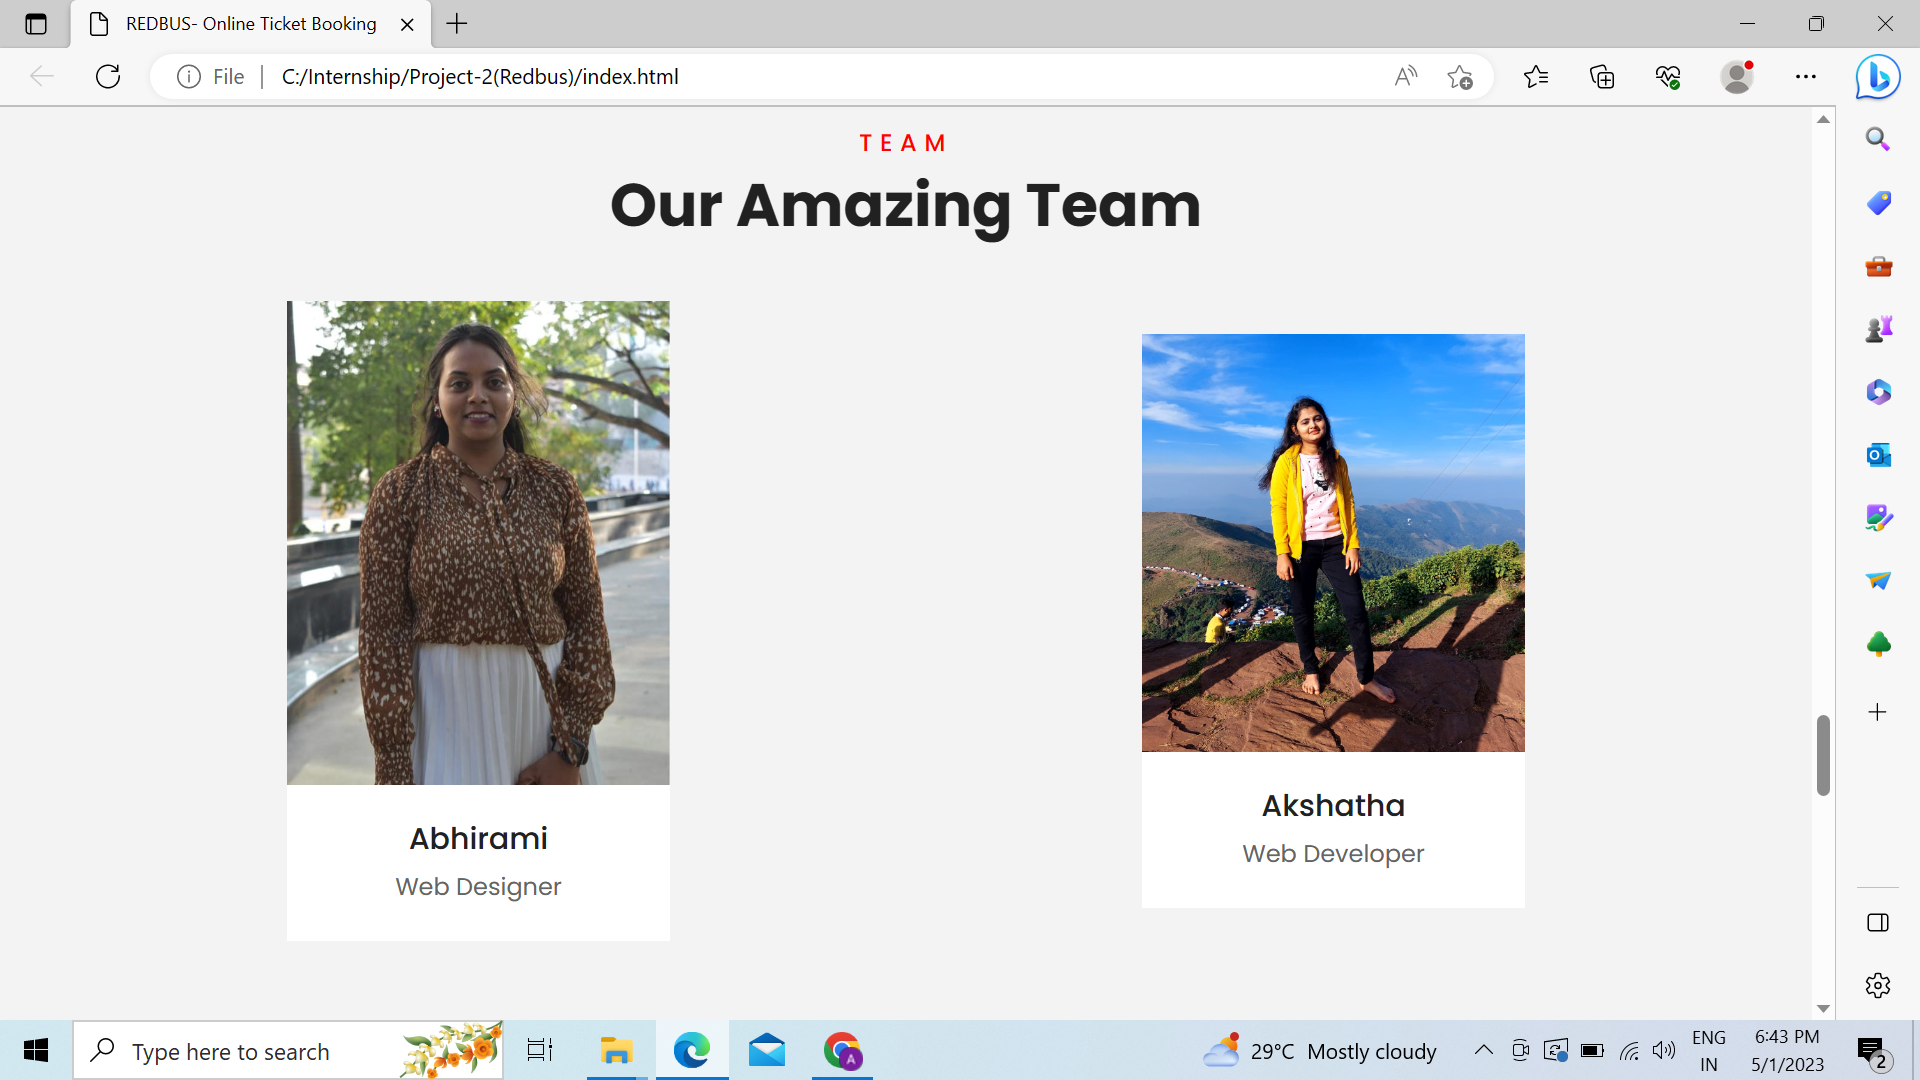 REDBUS- Online Ticket Booking
File
C:/Internship/Project-2(Redbus)/index.html
TEAM
Our Amazing Team
Abhirami
Web Designer
Akshatha
Web Developer
Type here to search
A
29°C Mostly cloudy
ENG
IN
6:43 PM
5/1/2023
2